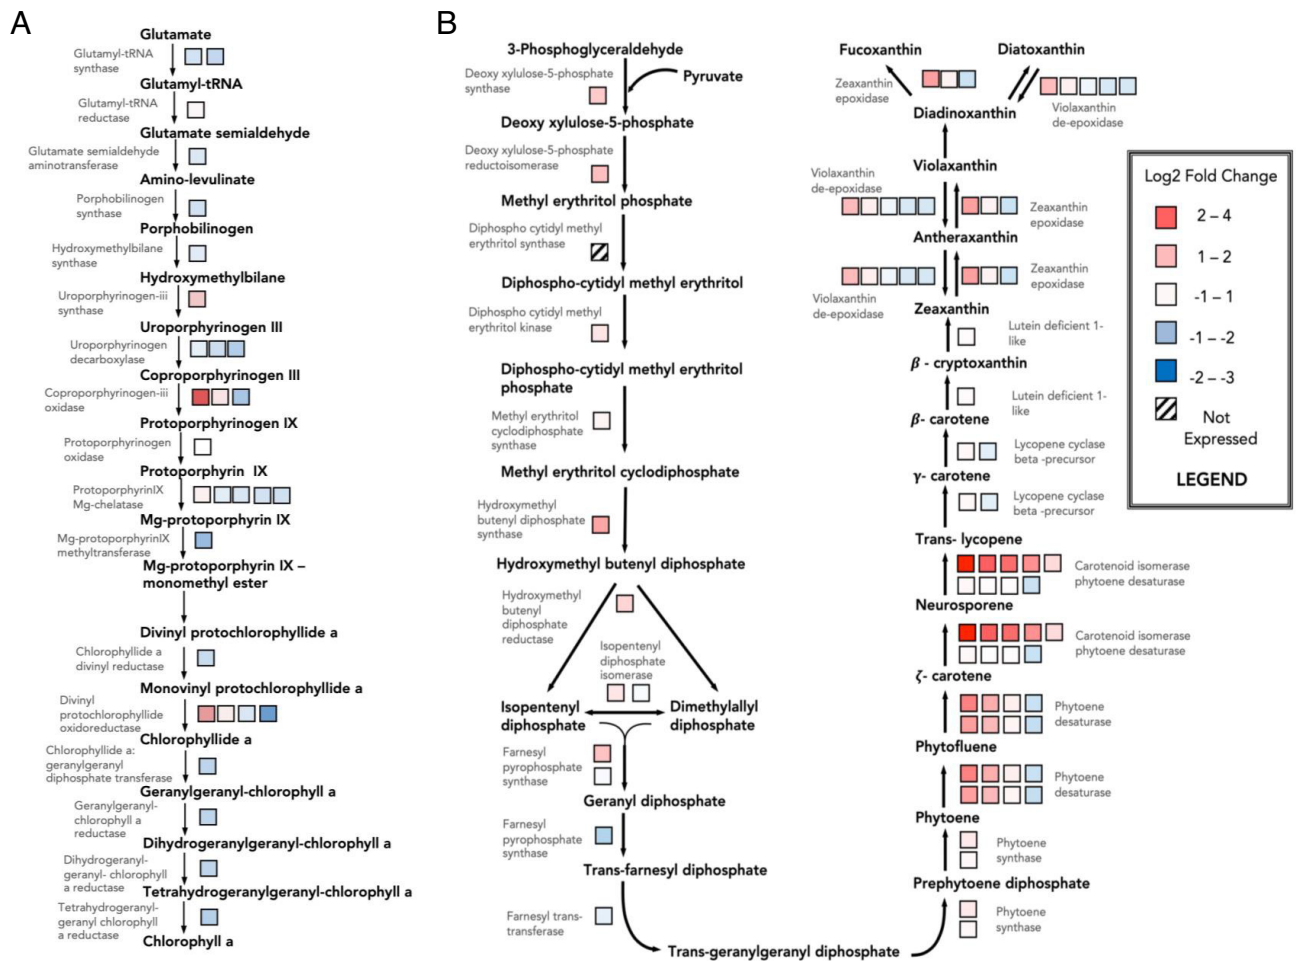 A
Glutamate
Glutamyl-tRNA
synthase
Glutamyl-tRNA
Glutamyl-tRNA
reductase
Glutamate semialdehyde
Glutamate semialdehyde
aminotransferase
Amino-levulinate
Porphobilinogen
synthase
Porphobilinogen
Hydroxymethylbilane
synthase
Hydroxymethylbilane
Uroporphyrinogen-iii
synthase
Uroporphyrinogen III
Uroporphyrinogen
decarboxylase
Coproporphyrinogen III
Coproporphyrinogen-iii
oxidase
Protoporphyrinogen IX
Protoporphyrinogen
oxidase
Protoporphyrin IX
ProtoporphyrinIX
Mg-chelatase
Mg-protoporphyrin IX
Mg-protoporphyrinIX
methyltransferase
Mg-protoporphyrin IX –
monomethyl ester
Divinyl protochlorophyllide a
Chlorophyllide a
divinyl reductase
Monovinyl protochlorophyllide a
Divinyl
protochlorophyllide
oxidoreductase
Chlorophyllide a
Chlorophyllide a:
geranylgeranyl
diphosphate transferase
Geranylgeranyl-chlorophyll a
Geranylgeranyl-
chlorophyll a
reductase
Dihydrogeranylgeranyl-chlorophyll a
Dihydrogeranyl-
geranyl- chlorophyll
a reductase
Tetrahydrogeranylgeranyl-chlorophyll a
Tetrahydrogeranyl-
geranyl chlorophyll
a reductase
Chlorophyll a
B
3-Phosphoglyceraldehyde
Deoxy xylulose-5-phosphate
synthase
Pyruvate
Deoxy xylulose-5-phosphate
Deoxy xylulose-5-phosphate
reductoisomerase
Methyl erythritol phosphate
Diphospho cytidyl methyl
erythritol synthase
Diphospho-cytidyl methyl erythritol
Diphospho cytidyl methyl
erythritol kinase
Diphospho-cytidyl methyl erythritol
phosphate
Methyl erythritol
cyclodiphosphate
synthase
Methyl erythritol cyclodiphosphate
Hydroxymethyl
butenyl diphosphate
synthase
Hydroxymethyl butenyl diphosphate
Hydroxymethyl
butenyl
diphosphate
reductase
Isopentenyl
diphosphate
isomerase
Isopentenyl
diphosphate
Dimethylallyl
diphosphate
Farnesyl
pyrophosphate
synthase
Geranyl diphosphate
Farnesyl
pyrophosphate
synthase
Trans-farnesyl diphosphate
Farnesyl trans-
transferase
Trans-geranylgeranyl diphosphate
Fucoxanthin
Diatoxanthin
Zeaxanthin
epoxidase
Violaxanthin
de-epoxidase
Diadinoxanthin
Violaxanthin
Violaxanthin
de-epoxidase
Zeaxanthin
epoxidase
Antheraxanthin
Violaxanthin
de-epoxidase
Zeaxanthin
epoxidase
Zeaxanthin
Lutein deficient 1-
like
β - cryptoxanthin
Lutein deficient 1-
like
β- carotene
Lycopene cyclase
beta -precursor
γ- carotene
Lycopene cyclase
beta -precursor
Trans- lycopene
Carotenoid isomerase
phytoene desaturase
Neurosporene
Carotenoid isomerase
phytoene desaturase
ζ- carotene
Phytoene
desaturase
Phytofluene
Phytoene
desaturase
Phytoene
Phytoene
synthase
Prephytoene diphosphate
Phytoene
synthase
Log2 Fold Change
2 – 4
1 – 2
-1 – 1
-1 – -2
-2 – -3
Not
Expressed
LEGEND